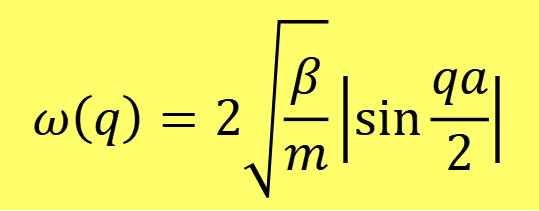 ω(q) = 2√(β/m) |sin qa/2|